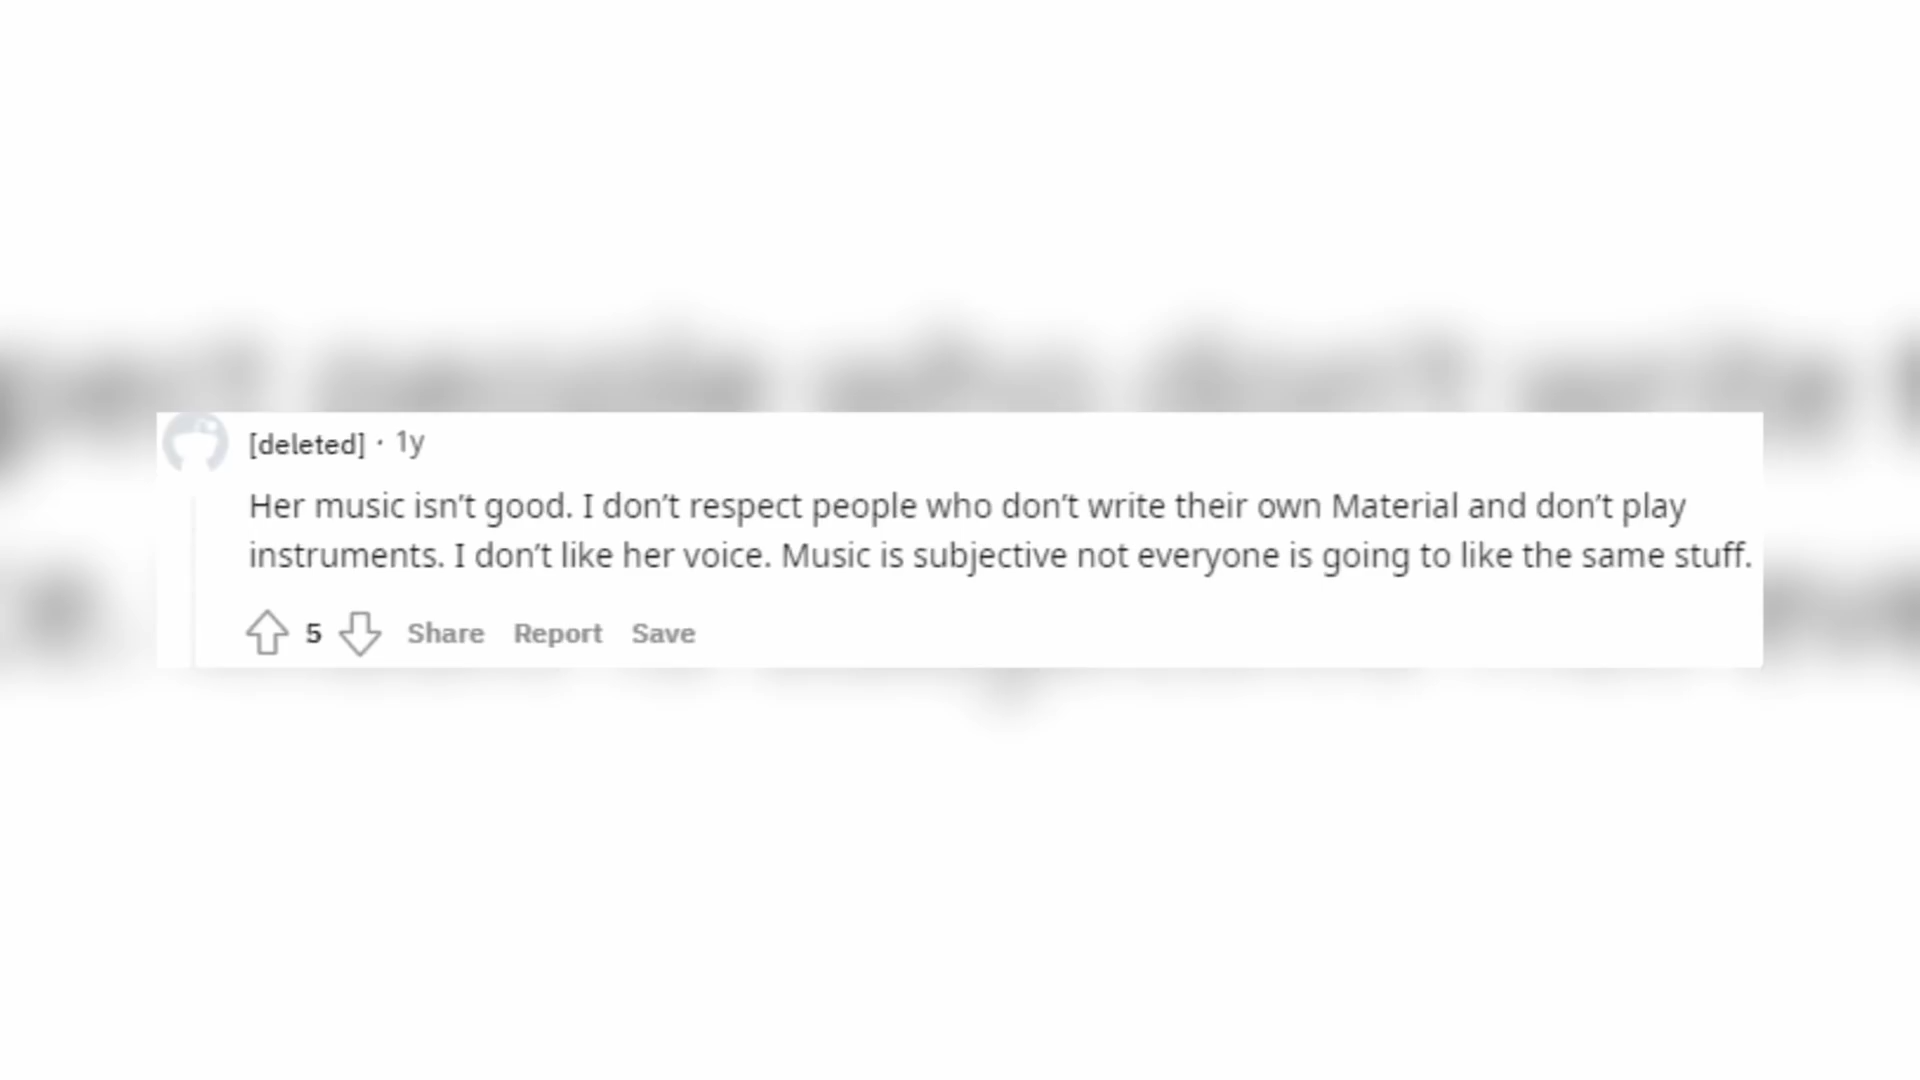 [deleted] · 1y
Her music isn’t good. I don’t respect people who don’t write their own Material and don’t play
instruments. I don’t like her voice. Music is subjective not everyone is going to like the same stuff.
5 Share Report Save